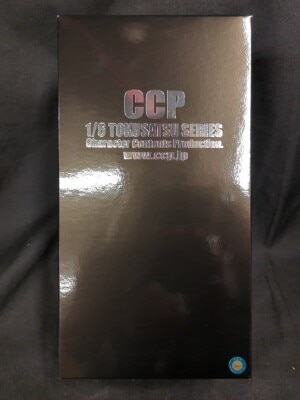 CCP
1/6 TOKUSATSU SERIES
Character Contents Production.
www.ccp.jp